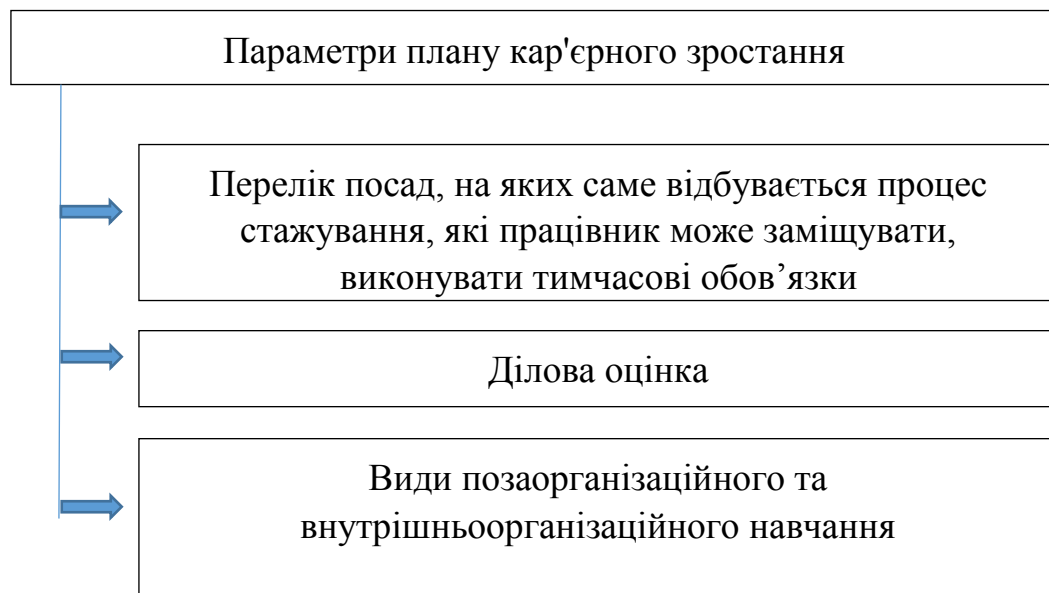 Параметри плану кар'єрного зростання
Перелік посад, на яких саме відбувається процес
стажування, які працівник може заміщувати,
виконувати тимчасові обов’язки
Ділова оцінка
Види позаорганізаційного та
внутрішньоорганізаційного навчання